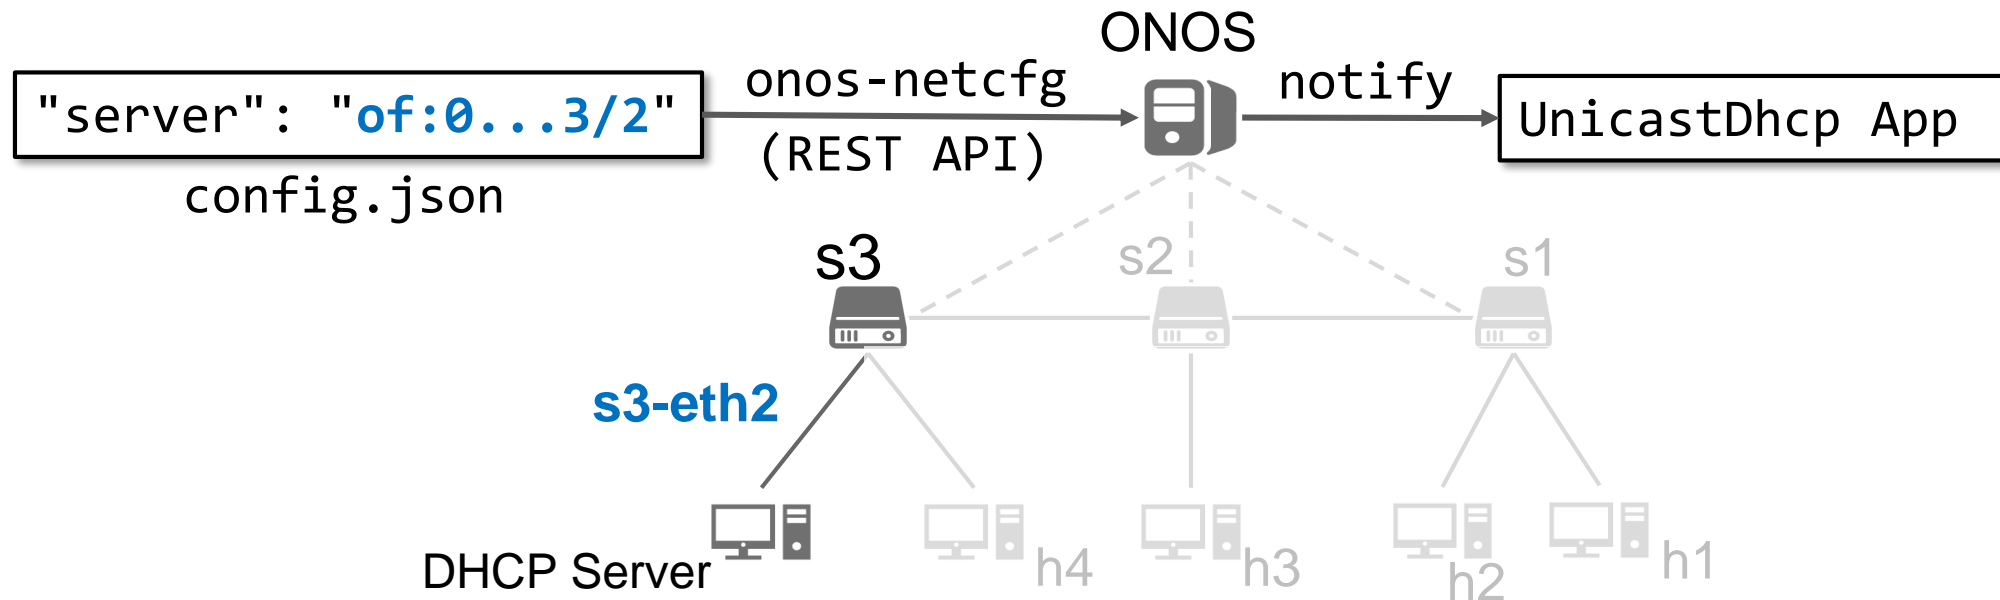 ONOS
"server": "of:0...3/2"
onos-netcfg
(REST API)
notify
UnicastDhcp App
config.json
s3
s2
s1
s3-eth2
DHCP Server
h4
h3
h2
h1